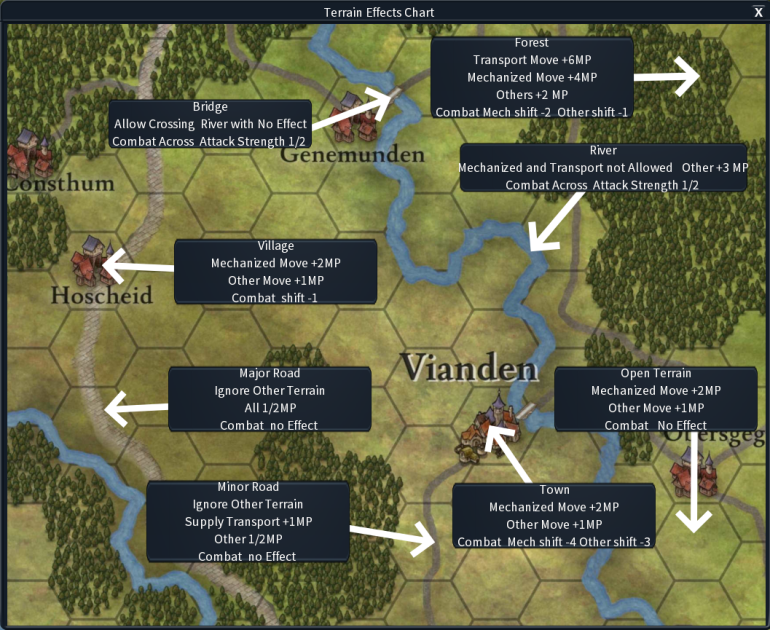 Terrain Effects Chart
X
Forest
Transport Move +6MP
Mechanized Move +4MP
Others +2 MP
Combat Mech shift -2 Other shift -1
Bridge
Allow Crossing River with No Effect
Combat Across Attack Strength 1/2
Genemunden
River
Mechanized and Transport not Allowed Other +3 MP
Combat Across Attack Strength 1/2
Consthum
Village
Mechanized Move +2MP
Other Move +1MP
Combat shift -1
Hoscheid
Vianden
Major Road
Ignore Other Terrain
All 1/2MP
Combat no Effect
Open Terrain
Mechanized Move +2MP
Other Move +1MP
Combat No Effect
Minor Road
Ignore Other Terrain
Supply Transport +1MP
Other 1/2MP
Combat no Effect
Town
Mechanized Move +2MP
Other Move +1MP
Combat Mech shift -4 Other shift -3